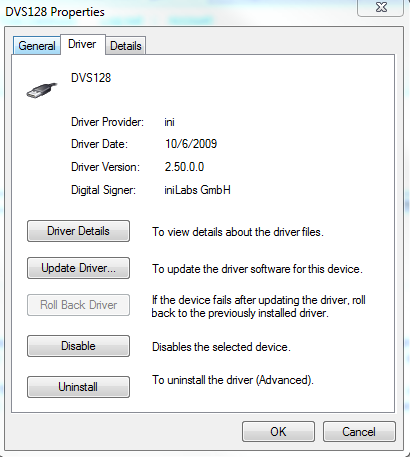 DVS128 Properties
General Driver Details
DVS128
Driver Provider: ini
Driver Date: 10/6/2009
Driver Version: 2.50.0.0
Digital Signer: iniLabs GmbH
Driver Details To view details about the driver files.
Update Driver... To update the driver software for this device.
Roll Back Driver If the device fails after updating the driver, roll
back to the previously installed driver.
Disable Disables the selected device.
Uninstall To uninstall the driver (Advanced).
OK Cancel